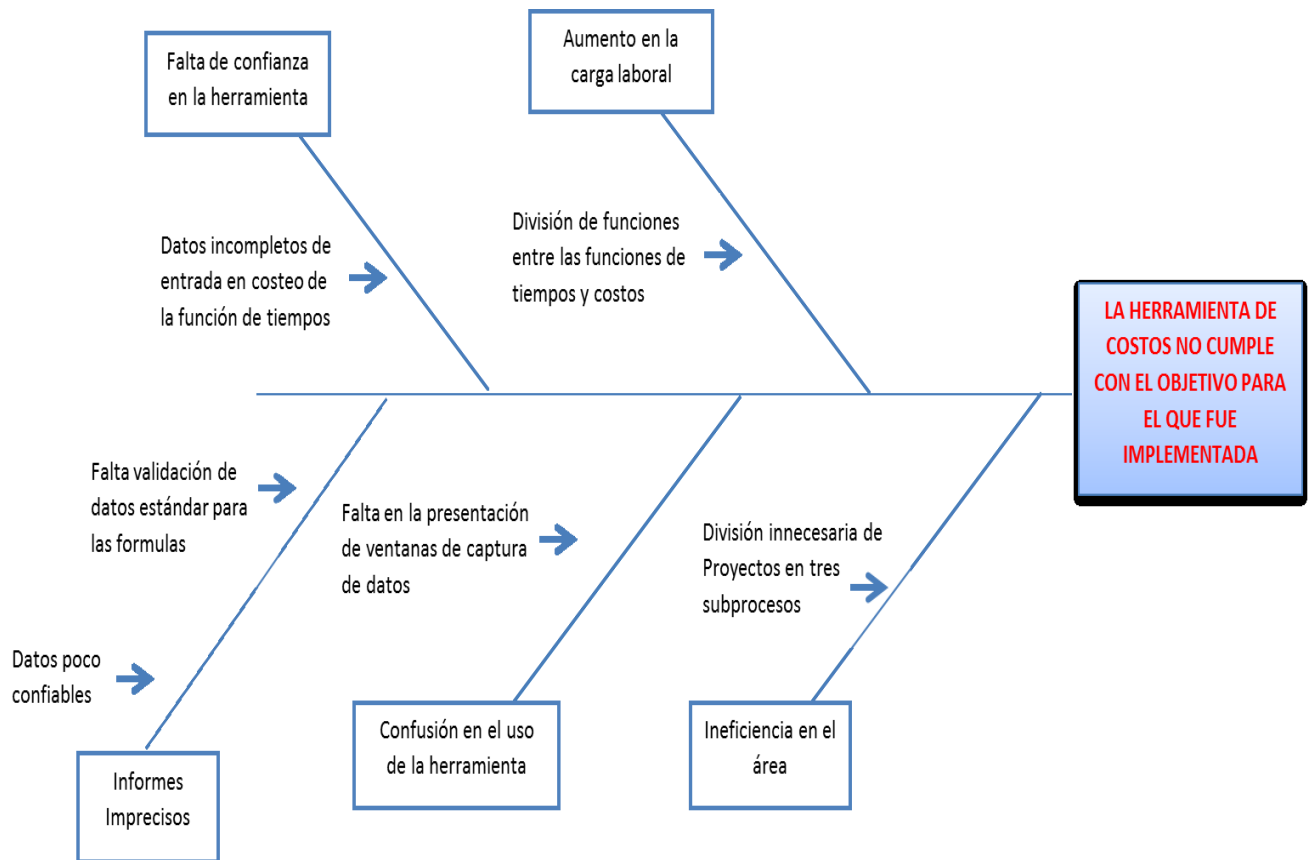 Falta de confianza
en la herramienta
Aumento en la
carga laboral
Datos incompletos de
entrada en costeo de
la función de tiempos
División de funciones
entre las funciones de
tiempos y costos
LA HERRAMIENTA DE
COSTOS NO CUMPLE
CON EL OBJETIVO PARA
EL QUE FUE
IMPLEMENTADA
Falta validación de
datos estándar para
las formulas
Falta en la presentación
de ventanas de captura
de datos
División innecesaria de
Proyectos en tres
subprocesos
Datos poco
confiables
Informes
Imprecisos
Confusión en el uso
de la herramienta
Ineficiencia en el
área